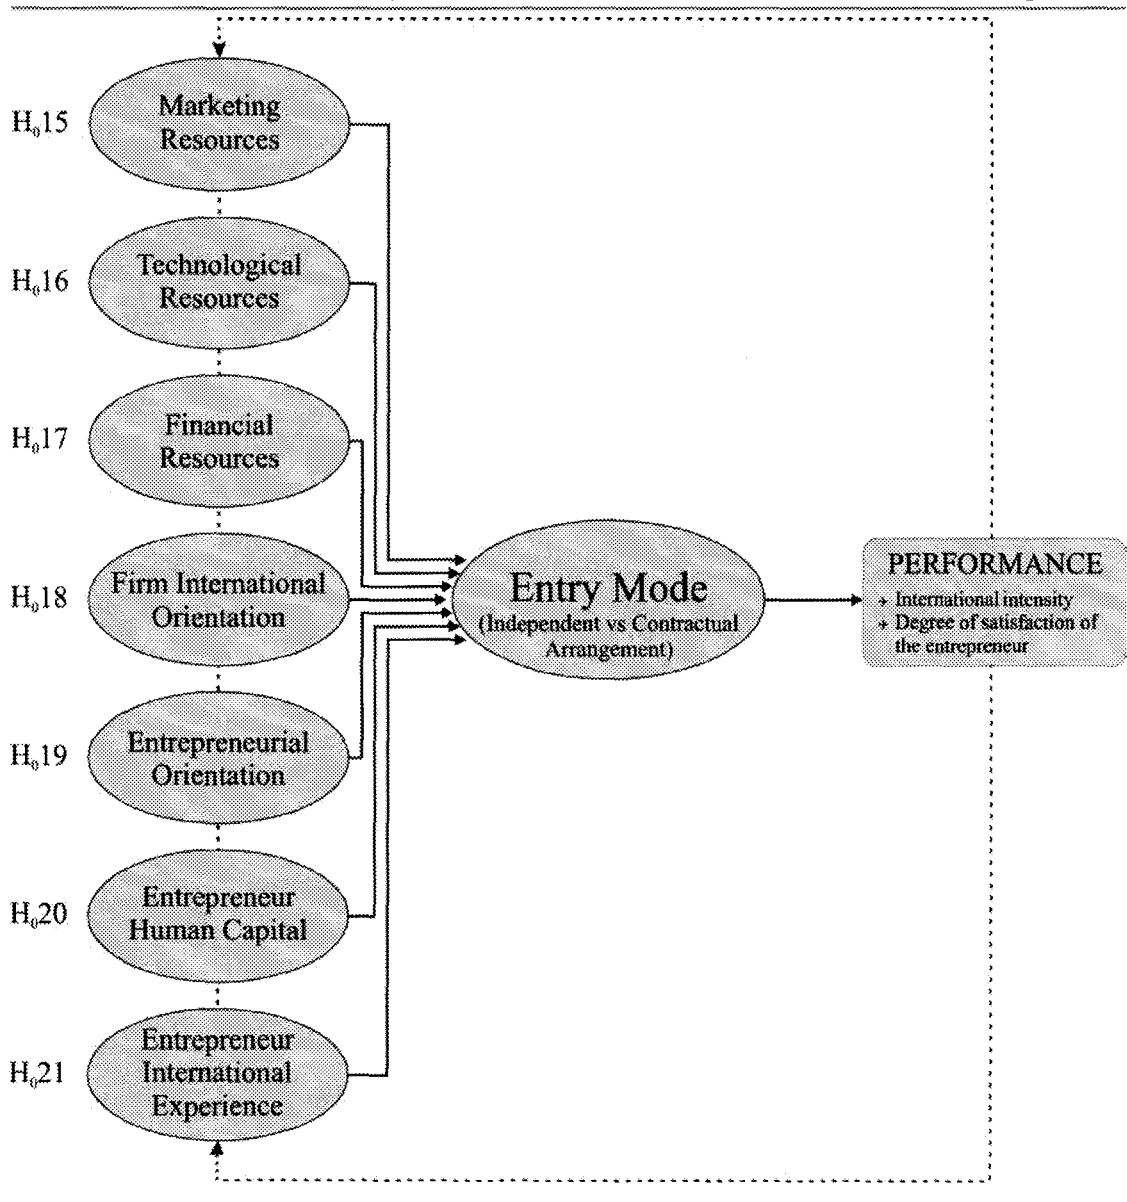 H₀15
Marketing
Resources
H₀16
Technological
Resources
H₀17
Financial
Resources
H₀18
Firm International
Orientation
H₀19
Entrepreneurial
Orientation
H₀20
Entrepreneur
Human Capital
H₀21
Entrepreneur
International
Experience
Entry Mode
(Independent vs Contractual
Arrangement)
PERFORMANCE
International intensity
Degree of satisfaction of
the entrepreneur